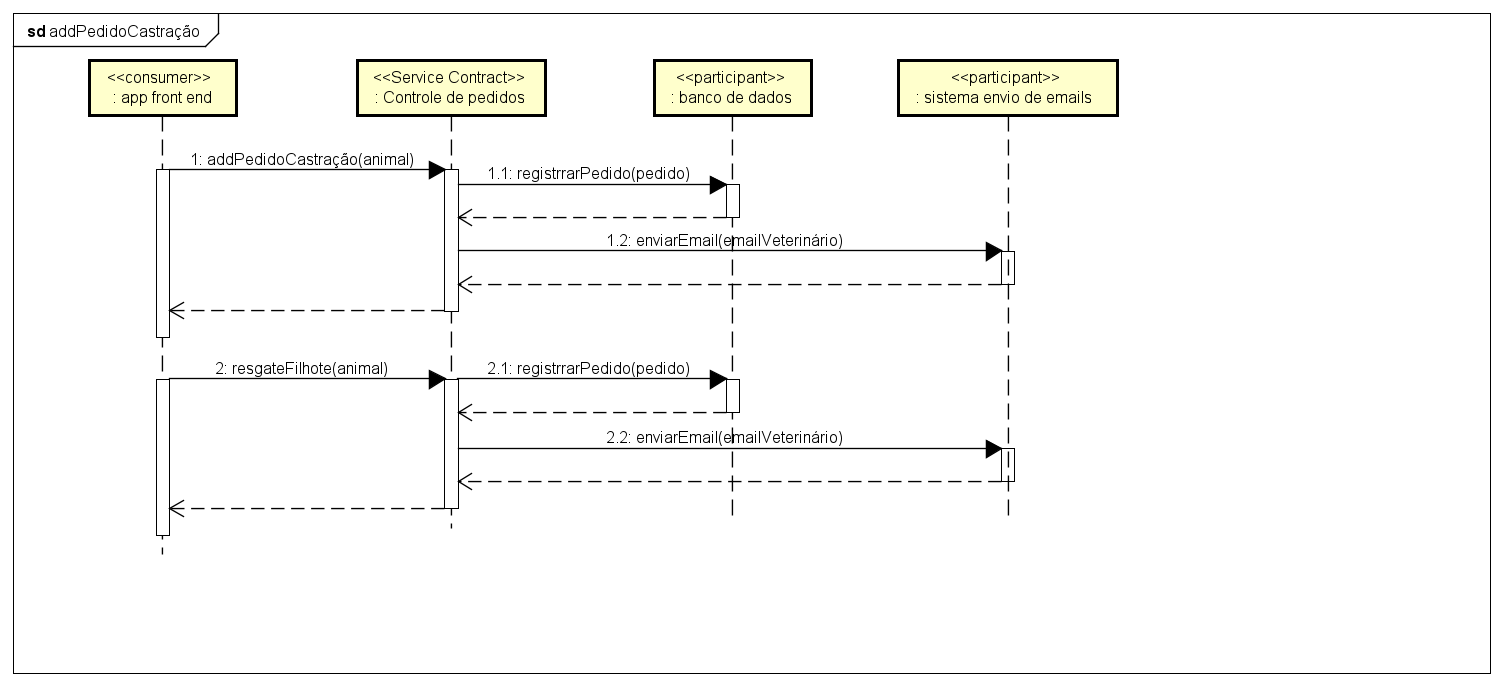 sd addPedidoCastração
<<consumer>>
: app front end
<<Service Contract>>
: Controle de pedidos
<<participant>>
: banco de dados
<<participant>>
: sistema envio de emails
1: addPedidoCastração(animal)
1.1: registrrarPedido(pedido)
1.2: enviarEmail(emailVeterinário)
2: resgateFilhote(animal)
2.1: registrrarPedido(pedido)
2.2: enviarEmail(emailVeterinário)